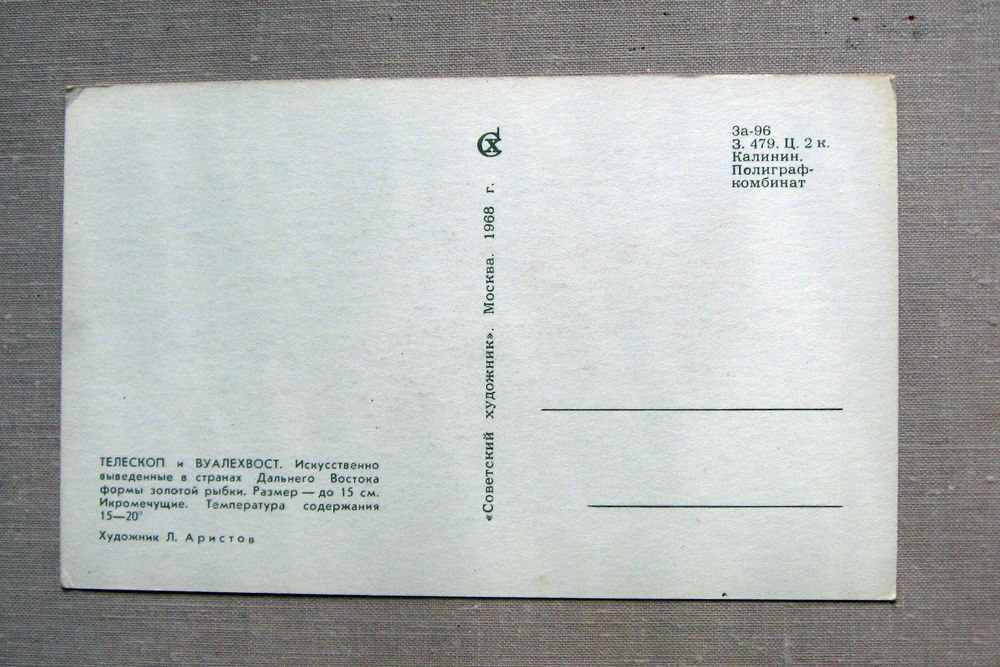 ТЕЛЕСКОП и ВУАЛЕХВОСТ. Искусственно
выведенные в странах Дальнего Востока
формы золотой рыбки. Размер — до 15 см.
Икромечущие. Температура содержания
15—20°
Художник Л. Аристов
СХ
«Советский художник». Москва. 1968 г.
За-96
З. 479. Ц. 2 к.
Калинин.
Полиграф-
комбинат